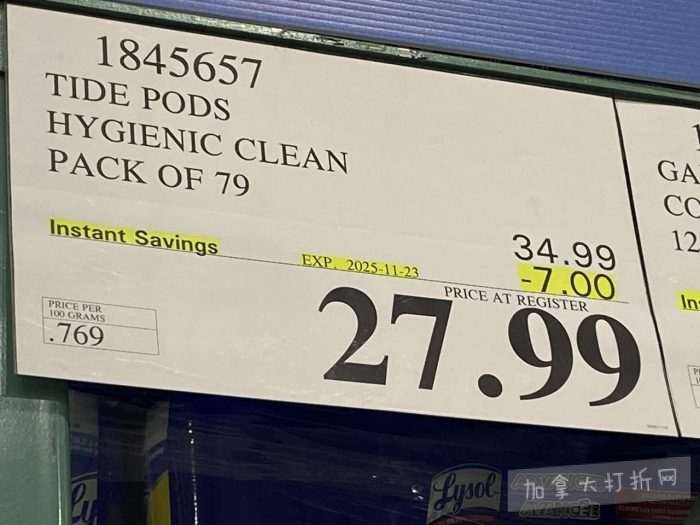 1845657
TIDE PODS
HYGIENIC CLEAN
PACK OF 79
Instant Savings
EXP. 2025-11-23
34.99
-7.00
PRICE AT REGISTER
27.99
PRICE PER
100 GRAMS
.769
GA
CO
12
In
Lysol
Ly
加拿大打折网